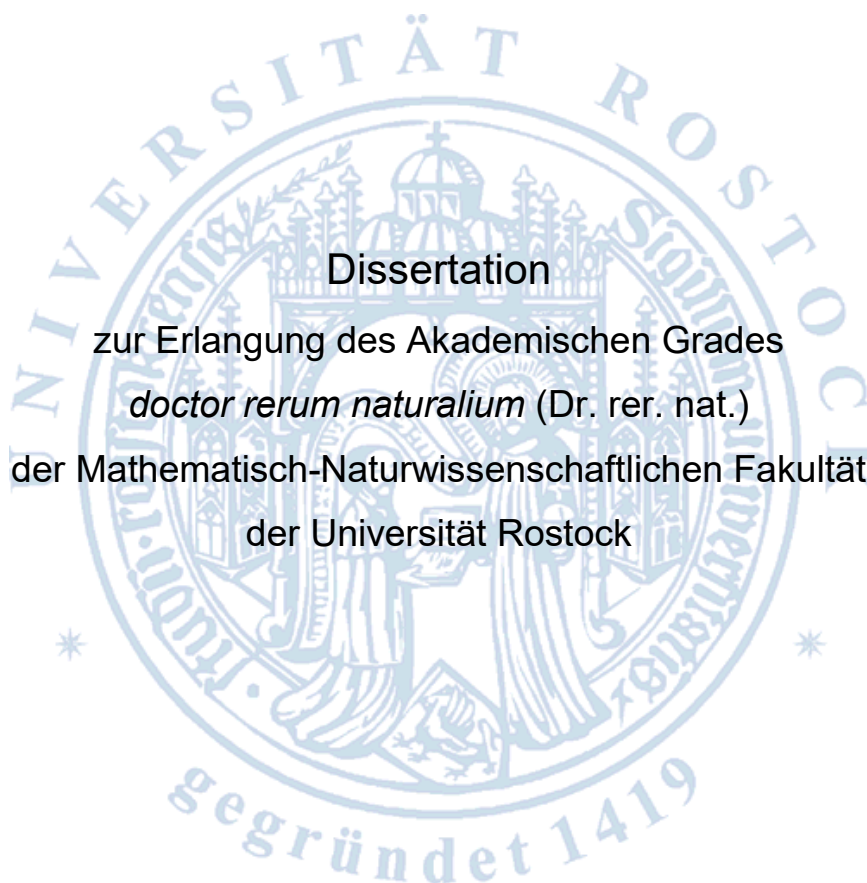 UNIVERSITÄT ROSTOCK
Dissertation
zur Erlangung des Akademischen Grades
doctor rerum naturalium (Dr. rer. nat.)
der Mathematisch-Naturwissenschaftlichen Fakultät
der Universität Rostock
gegründet 1419